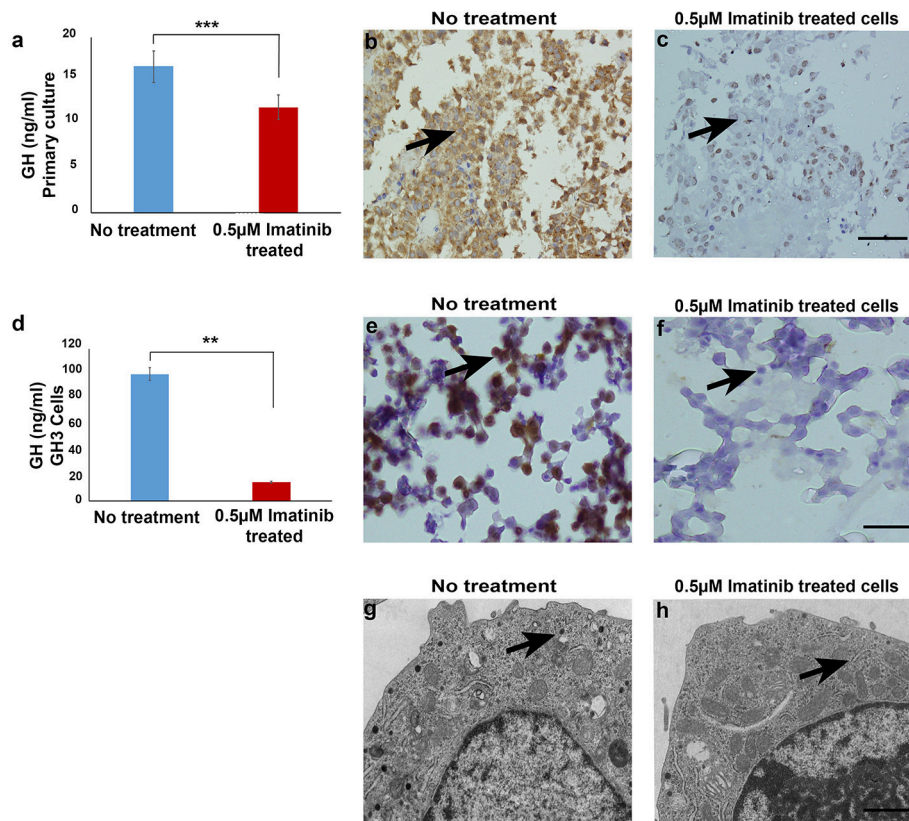 a
GH (ng/ml)
Primary culture
20
15
10
5
0
***
No treatment
0.5µM Imatinib
treated
No treatment
b
0.5µM Imatinib treated cells
c
d
GH (ng/ml)
GH3 Cells
120
100
80
60
40
20
0
**
No treatment
0.5µM Imatinib
treated
No treatment
e
0.5µM Imatinib treated cells
f
No treatment
g
0.5µM Imatinib treated cells
h